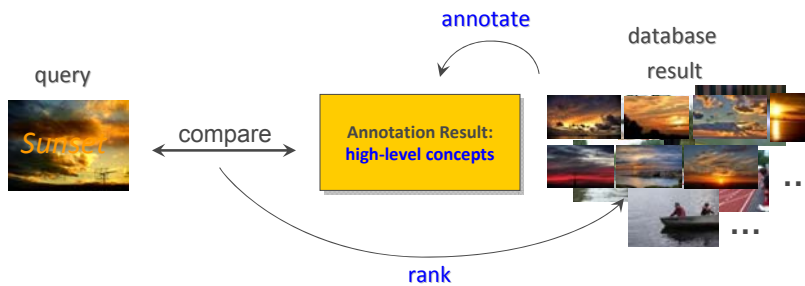 annotate
database
result
query
Sunset
compare
Annotation Result:
high-level concepts
..
...
rank